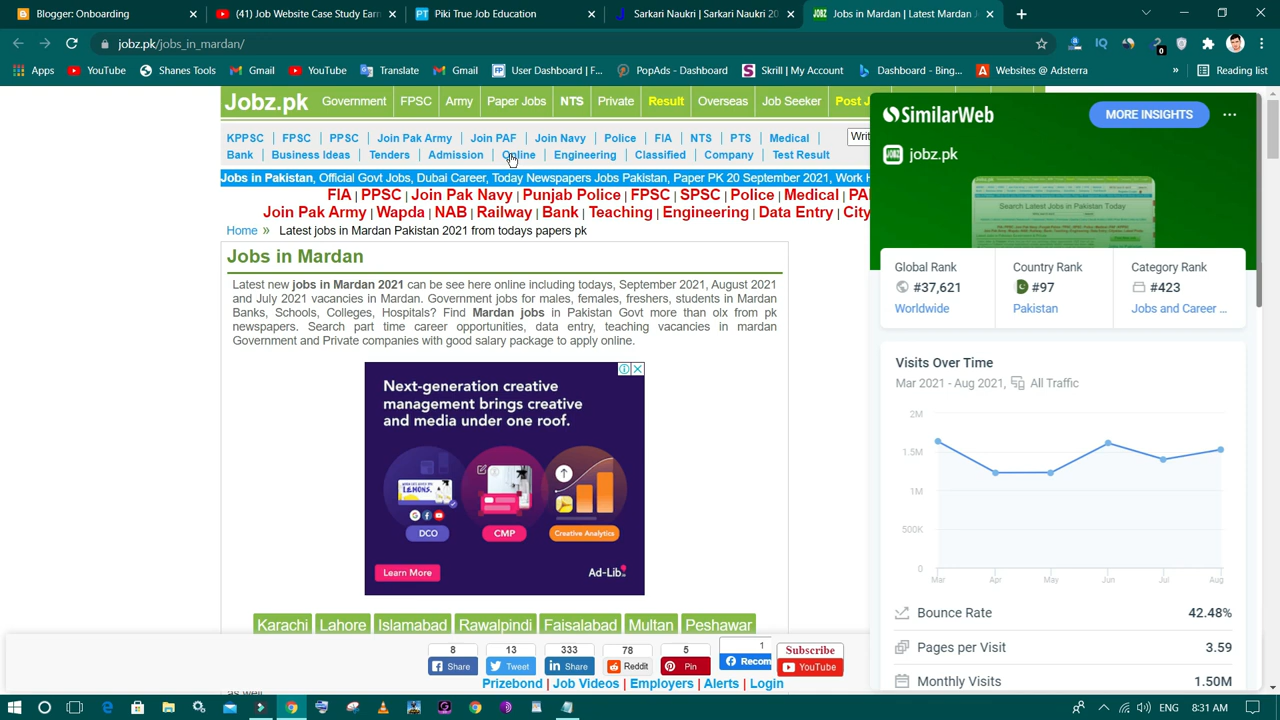 Blogger: Onboarding
(41) Job Website Case Study Earn
Piki True Job Education
Sarkari Naukri | Sarkari Naukri 20
Jobs in Mardan | Latest Mardan J
jobz.pk/jobs_in_mardan/
Apps
YouTube
Shanes Tools
Gmail
YouTube
Translate
Gmail
User Dashboard | F...
PopAds - Dashboard
Skrill | My Account
Dashboard - Bing...
Websites @ Adsterra
Reading list
Jobz.pk
Government
FPSC
Army
Paper Jobs
NTS
Private
Result
Overseas
Job Seeker
Post J
KPPSC | FPSC | PPSC | Join Pak Army | Join PAF | Join Navy | Police | FIA | NTS | PTS | Medical |
Writ
Bank | Business Ideas | Tenders | Admission | Online | Engineering | Classified | Company | Test Result
Jobs in Pakistan, Official Govt Jobs, Dubai Career, Today Newspapers Jobs Pakistan, Paper PK 20 September 2021, Work H
FIA | PPSC | Join Pak Navy | Punjab Police | FPSC | SPSC | Police | Medical | PA
Join Pak Army | Wapda | NAB | Railway | Bank | Teaching | Engineering | Data Entry | City
Home » Latest jobs in Mardan Pakistan 2021 from todays papers pk
Jobs in Mardan
Latest new jobs in Mardan 2021 can be see here online including todays, September 2021, August 2021
and July 2021 vacancies in Mardan. Government jobs for males, females, freshers, students in Mardan
Banks, Schools, Colleges, Hospitals? Find Mardan jobs in Pakistan Govt more than olx from pk
newspapers. Search part time career opportunities, data entry, teaching vacancies in mardan
Government and Private companies with good salary package to apply online.
Next-generation creative
management brings creative
and media under one roof.
DCO
CMP
Creative Analytics
Learn More
Ad-Lib.
Karachi
Lahore
Islamabad
Rawalpindi
Faisalabad
Multan
Peshawar
8
13
333
78
5
1
Subscribe
Share
Tweet
Share
Reddit
Pin
Recom
YouTube
Prizebond | Job Videos | Employers | Alerts | Login
as well
SimilarWeb
MORE INSIGHTS
jobz.pk
Search Latest Jobs in Pakistan Today
Global Rank
#37,621
Worldwide
Country Rank
#97
Pakistan
Category Rank
#423
Jobs and Career ...
Visits Over Time
Mar 2021 - Aug 2021, All Traffic
2M
1.5M
1M
500K
0
Mar Apr May Jun Jul Aug
Bounce Rate 42.48%
Pages per Visit 3.59
Monthly Visits 1.50M
ENG
8:31 AM